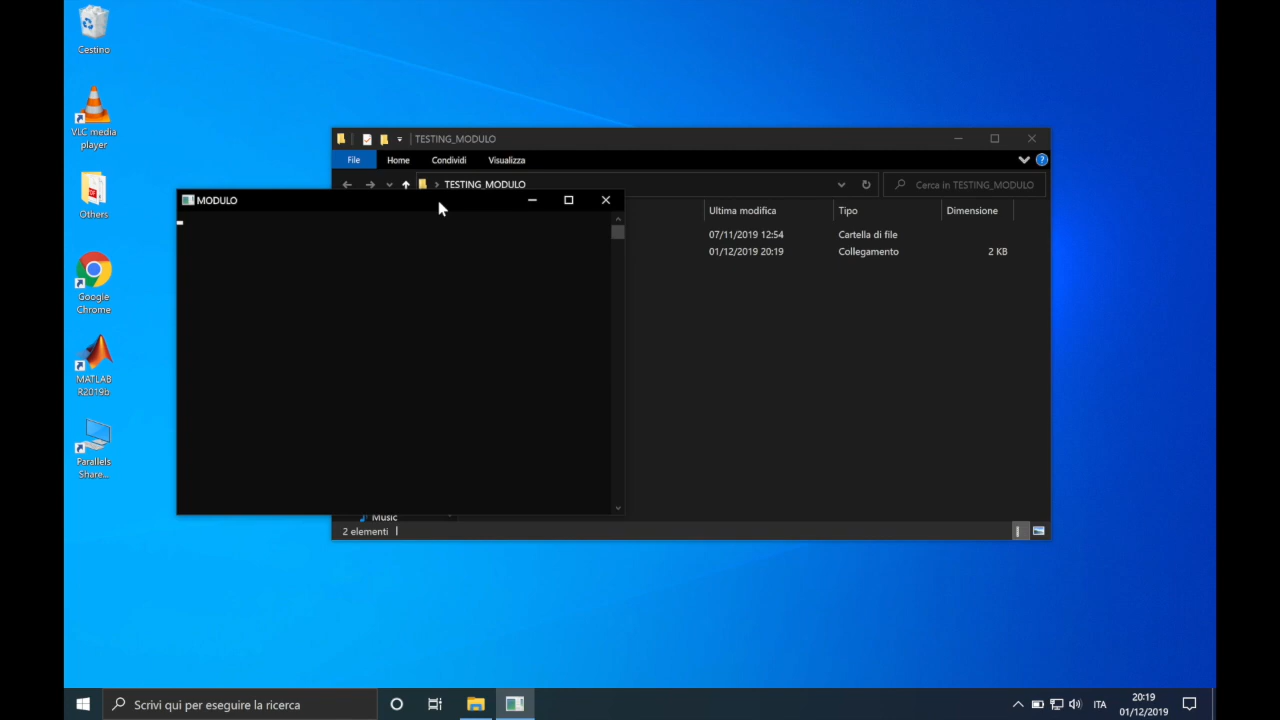 Cestino
VLC media
player
Others
Google
Chrome
MATLAB
R2019b
Parallels
Share...
TESTING_MODULO
File Home Condividi Visualizza
TESTING_MODULO
Cerca in TESTING_MODULO
MODULO
Ultima modifica Tipo Dimensione
07/11/2019 12:54 Cartella di file
01/12/2019 20:19 Collegamento 2 KB
Music
2 elementi
Scrivi qui per eseguire la ricerca
ITA
20:19
01/12/2019